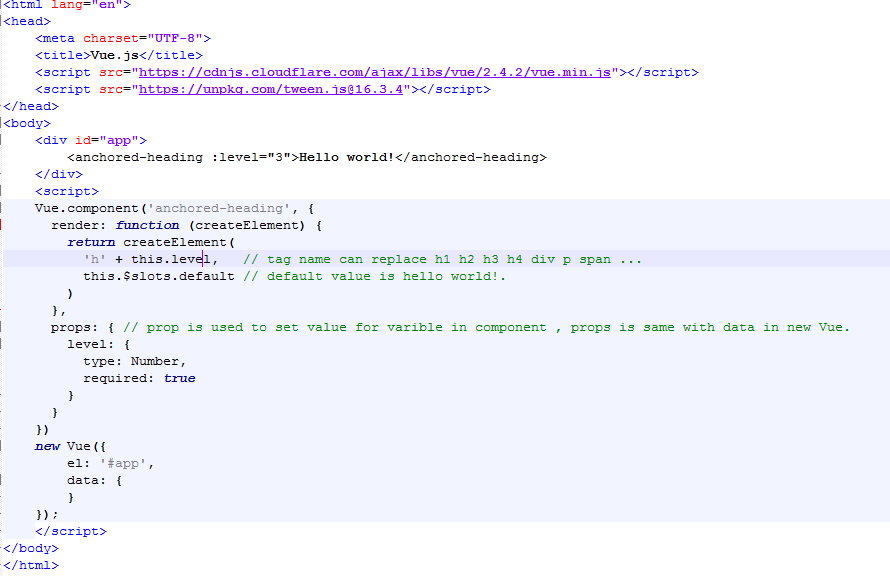 <html lang="en">
<head>
    <meta charset="UTF-8">
    <title>Vue.js</title>
    <script src="https://cdnjs.cloudflare.com/ajax/libs/vue/2.4.2/vue.min.js"></script>
    <script src="https://unpkg.com/tween.js@16.3.4"></script>
</head>
<body>
    <div id="app">
        <anchored-heading :level="3">Hello world!</anchored-heading>
    </div>
    <script>
    Vue.component('anchored-heading', {
      render: function (createElement) {
        return createElement(
          'h' + this.level,   // tag name can replace h1 h2 h3 h4 div p span ...
          this.$slots.default // default value is hello world!.
        )
      },
      props: { // prop is used to set value for varible in component , props is same with data in new Vue.
        level: {
          type: Number,
          required: true
        }
      }
    })
    new Vue({
        el: '#app',
        data: {
        }
    });
    </script>
</body>
</html>